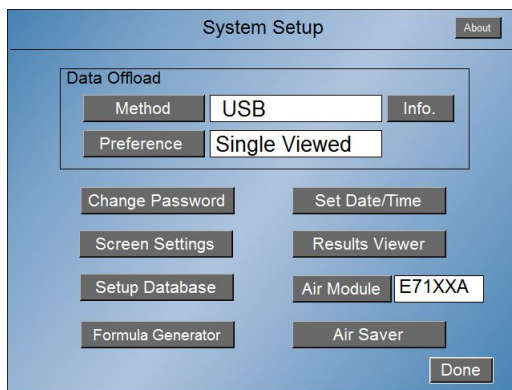 System Setup
About
Data Offload
Method
USB
Info.
Preference
Single Viewed
Change Password
Set Date/Time
Screen Settings
Results Viewer
Setup Database
Air Module
E71XXA
Formula Generator
Air Saver
Done